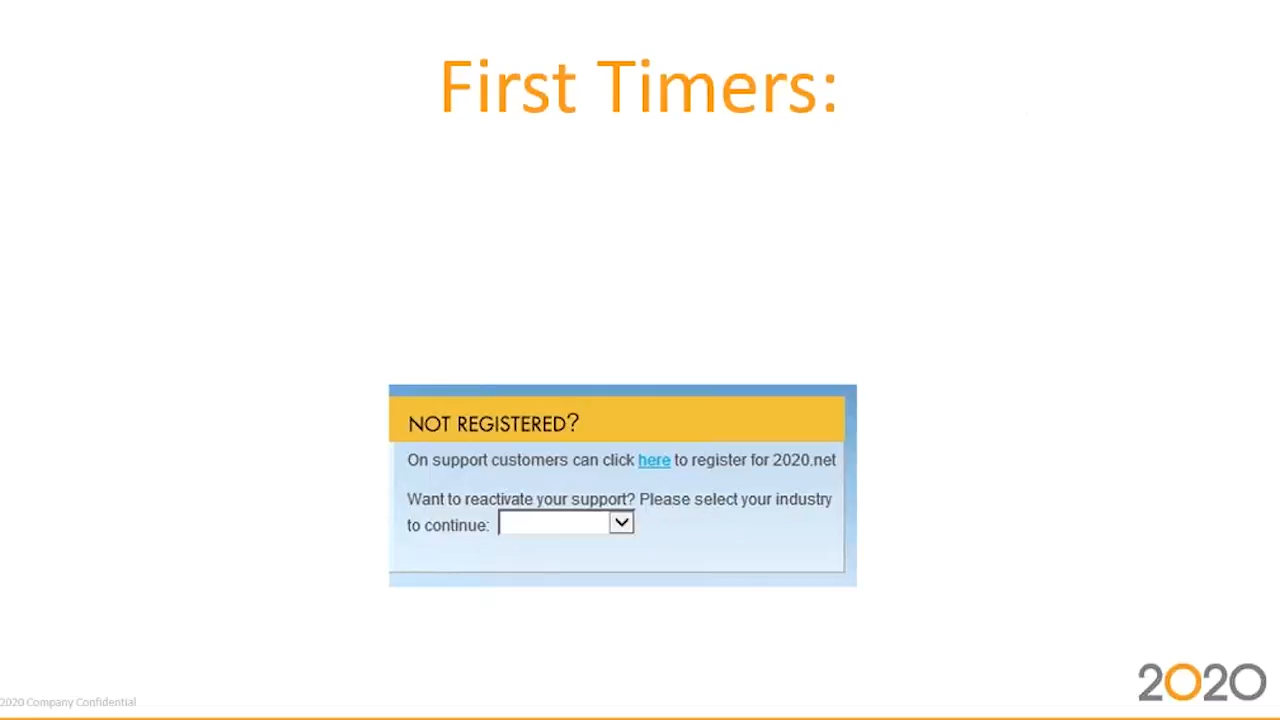 First Timers:
NOT REGISTERED?
On support customers can click here to register for 2020.net
Want to reactivate your support? Please select your industry
to continue:
2020 Company Confidential
2020